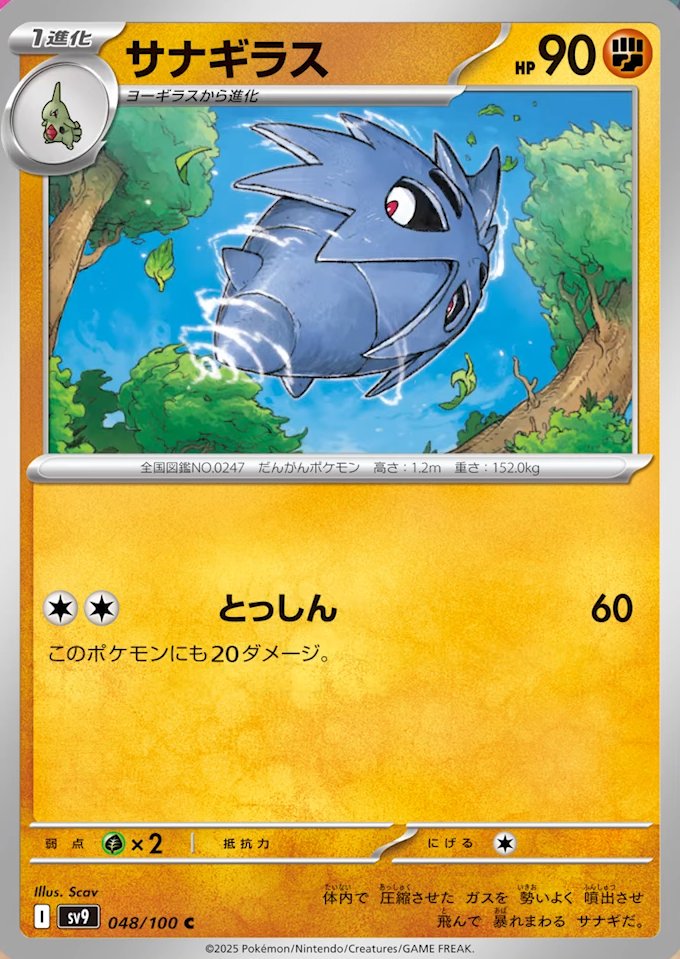 1進化
サナギラス
HP 90
ヨーギラスから進化
全国図鑑NO.0247 だんがんポケモン 高さ：1.2m 重さ：152.0kg
とっしん 60
このポケモンにも20ダメージ。
弱点 ×2 抵抗力 にげる
Illus. Scav
体内で 圧縮させた ガスを 勢いよく 噴出させ
飛んで 暴れまわる サナギだ。
I sv9 048/100 C
©2025 Pokémon/Nintendo/Creatures/GAME FREAK.